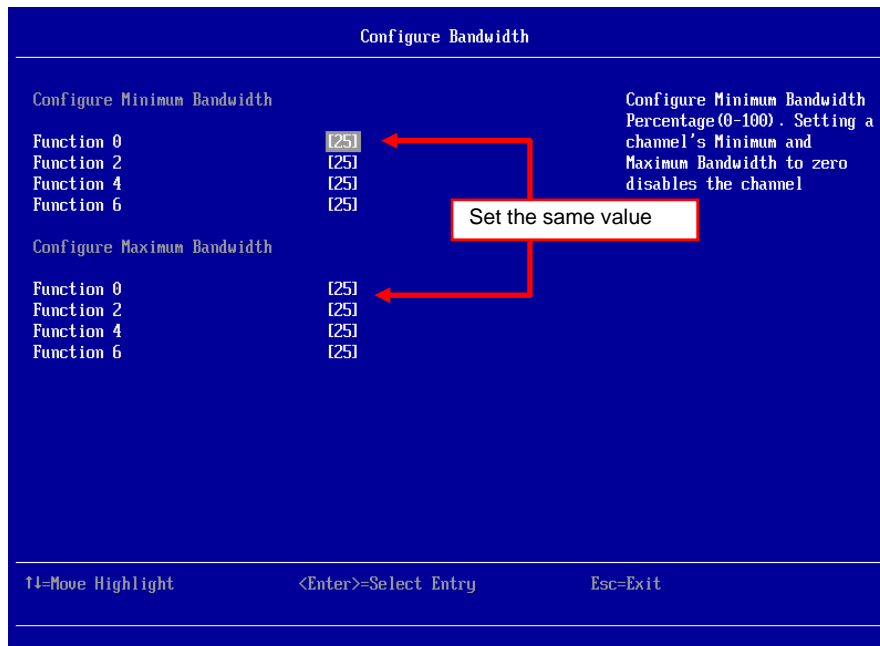 Configure Bandwidth
Configure Minimum Bandwidth
Function 0 [25]
Function 2 [25]
Function 4 [25]
Function 6 [25]
Configure Maximum Bandwidth
Function 0 [25]
Function 2 [25]
Function 4 [25]
Function 6 [25]
Configure Minimum Bandwidth
Percentage(0-100). Setting a
channel's Minimum and
Maximum Bandwidth to zero
disables the channel
Set the same value
↑↓=Move Highlight <Enter>=Select Entry Esc=Exit